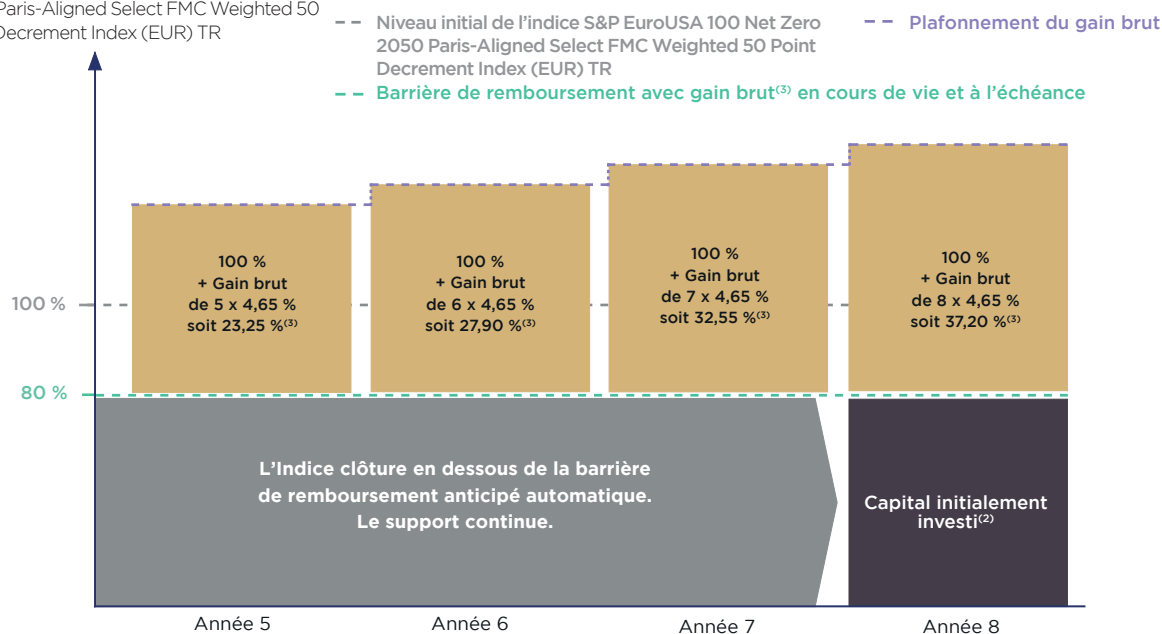 Paris-Aligned Select FMC Weighted 50
Decrement Index (EUR) TR
Niveau initial de l’indice S&P EuroUSA 100 Net Zero
2050 Paris-Aligned Select FMC Weighted 50 Point
Decrement Index (EUR) TR
Plafonnement du gain brut
Barrière de remboursement avec gain brut⁽³⁾ en cours de vie et à l’échéance
100 %
+ Gain brut
de 5 x 4,65 %
soit 23,25 %⁽³⁾
100 %
+ Gain brut
de 6 x 4,65 %
soit 27,90 %⁽³⁾
100 %
+ Gain brut
de 7 x 4,65 %
soit 32,55 %⁽³⁾
100 %
+ Gain brut
de 8 x 4,65 %
soit 37,20 %⁽³⁾
100 %
80 %
L’Indice clôture en dessous de la barrière
de remboursement anticipé automatique.
Le support continue.
Capital initialement
investi⁽²⁾
Année 5
Année 6
Année 7
Année 8